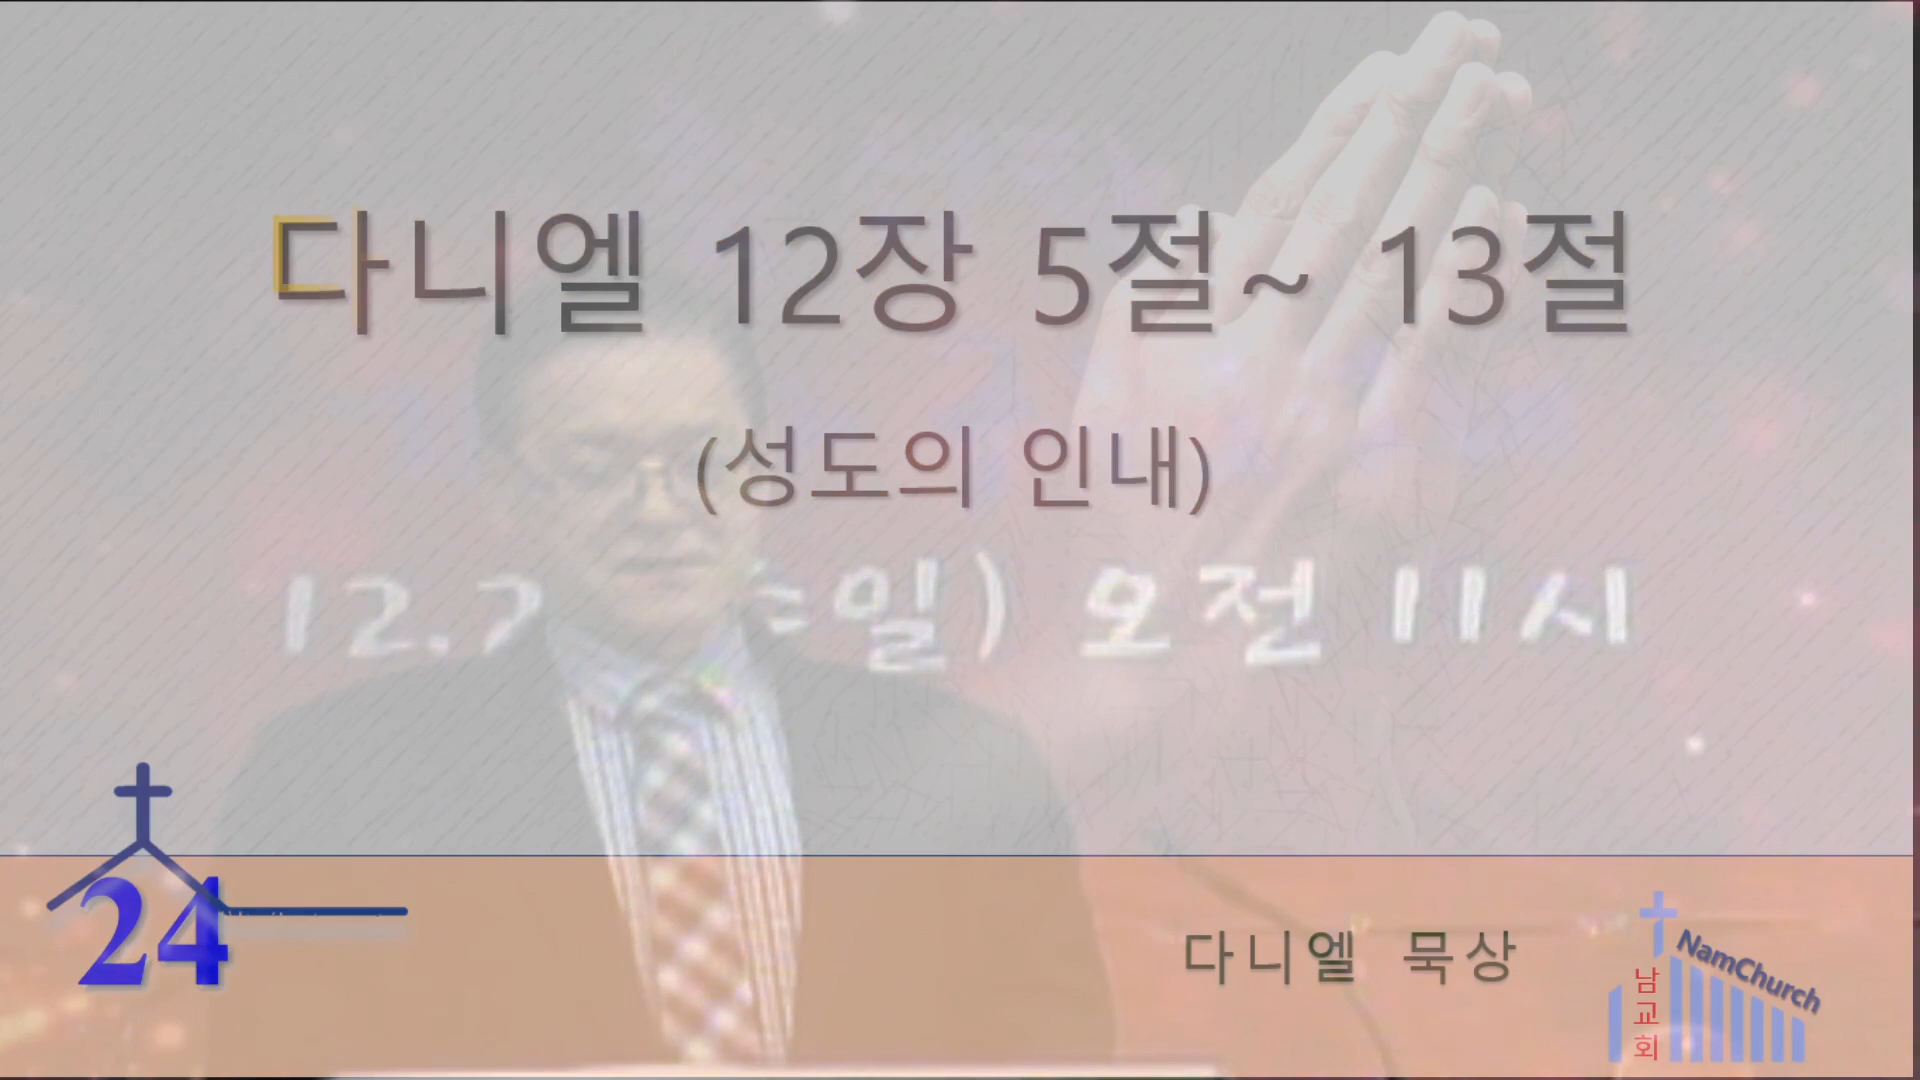 다니엘 12장 5절~ 13절
(성도의 인내)
12.7 일) 오전 11시
24
다니엘 묵상
NamChurch
남교회